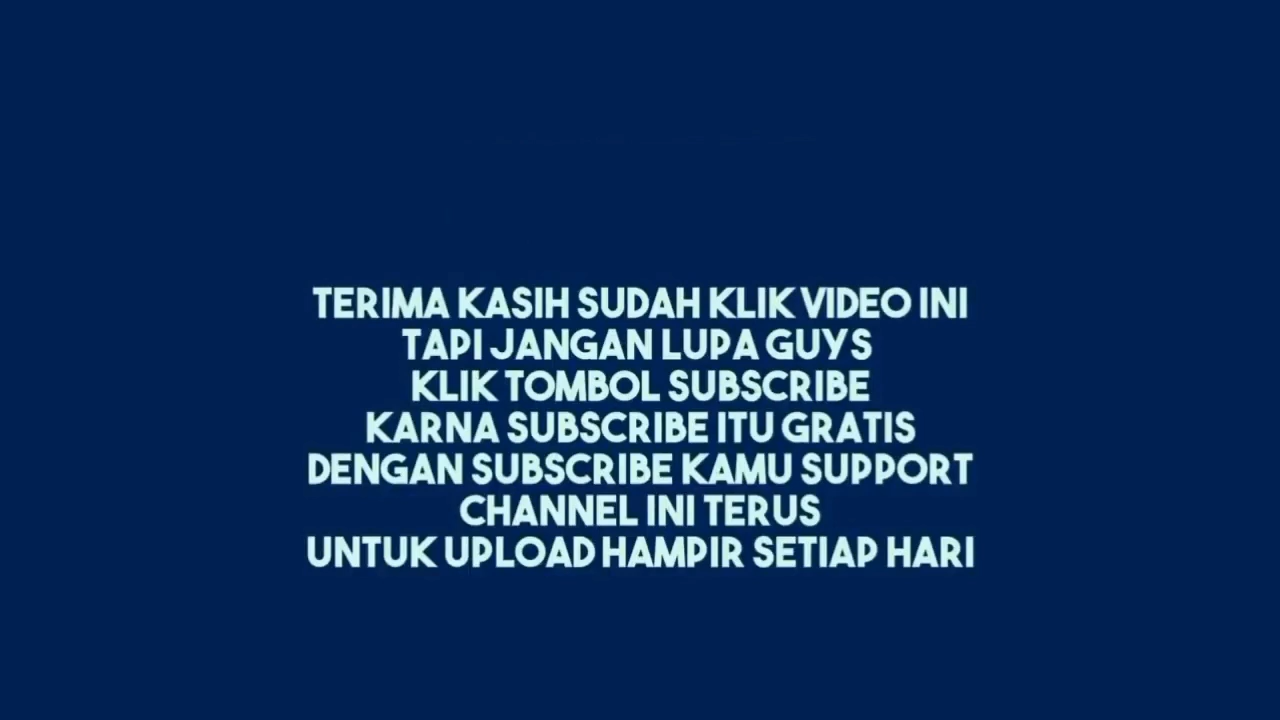 TERIMA KASIH SUDAH KLIK VIDEO INI
TAPI JANGAN LUPA GUYS
KLIK TOMBOL SUBSCRIBE
KARNA SUBSCRIBE ITU GRATIS
DENGAN SUBSCRIBE KAMU SUPPORT
CHANNEL INI TERUS
UNTUK UPLOAD HAMPIR SETIAP HARI